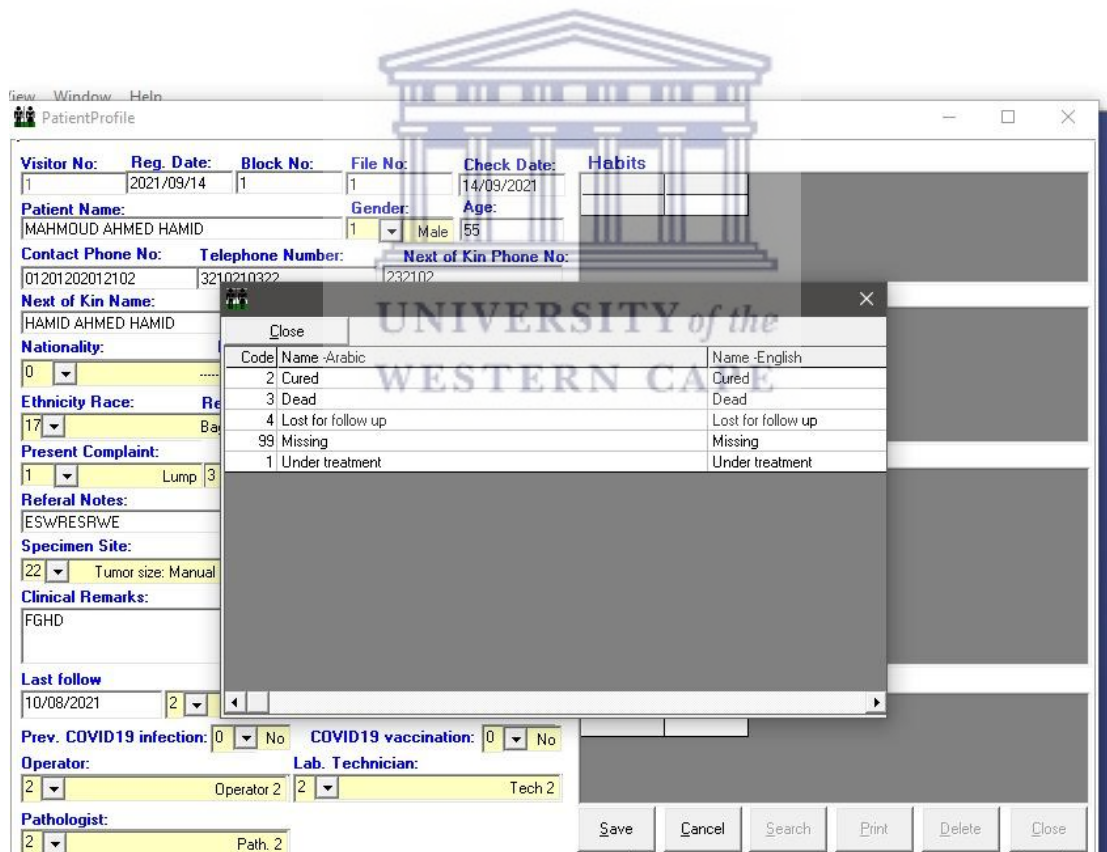 View Window Help
PatientProfile
Visitor No: Reg. Date: Block No: File No: Check Date: Habits
1 2021/09/14 1 1 14/09/2021
Patient Name: Gender: Age:
MAHMOUD AHMED HAMID 1 Male 55
Contact Phone No: Telephone Number: Next of Kin Phone No:
01201202012102 3210210322 232102
Next of Kin Name:
HAMID AHMED HAMID
UNIVERSITY of the
WESTERN CAPE
Close
Code Name -Arabic Name -English
2 Cured Cured
3 Dead Dead
4 Lost for follow up Lost for follow up
99 Missing Missing
1 Under treatment Under treatment
Nationality:
0 -----
Ethnicity Race: Re
17 Bag
Present Complaint:
1 Lump 3
Referal Notes:
ESWRESRWE
Specimen Site:
22 Tumor size: Manual
Clinical Remarks:
FGHD
Last follow
10/08/2021 2
Prev. COVID19 infection: 0 No COVID19 vaccination: 0 No
Operator: Lab. Technician:
2 Operator 2 2 Tech 2
Pathologist:
2 Path. 2
Save Cancel Search Print Delete Close